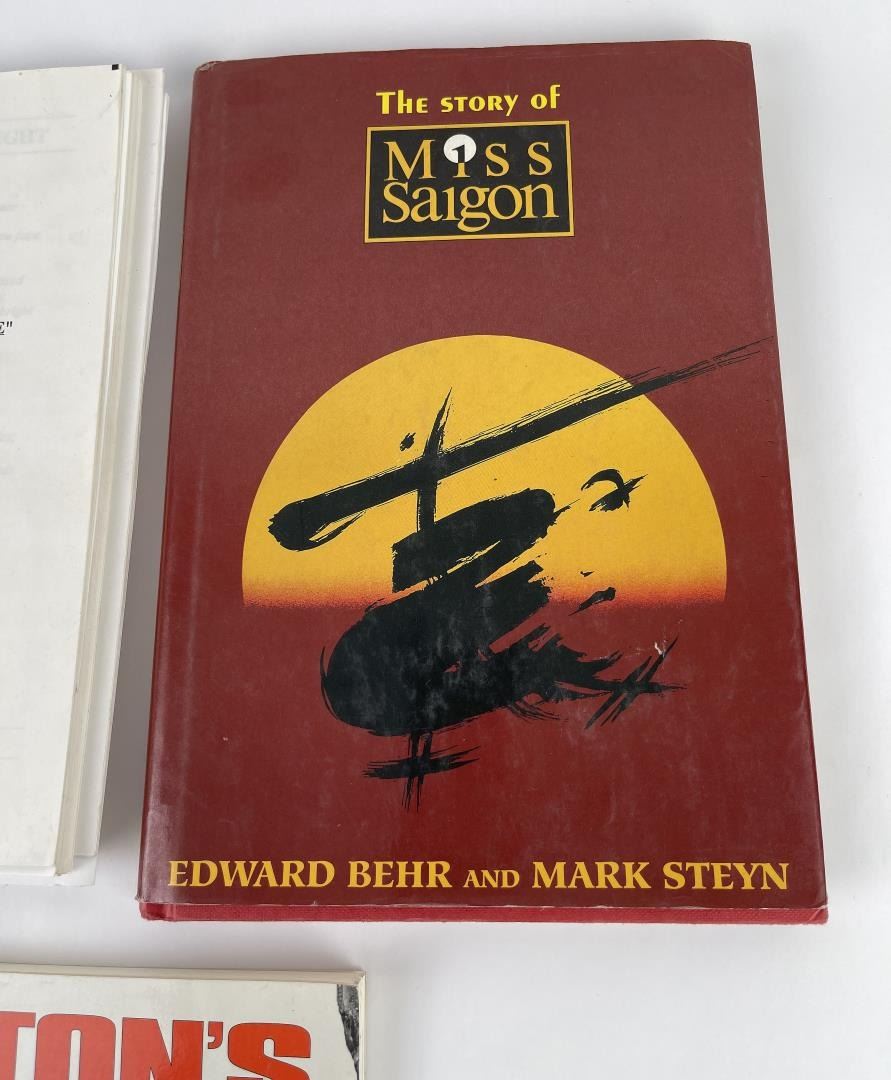 The STORY of
MISS
Saigon
EDWARD BEHR AND MARK STEYN
E"
TON'S